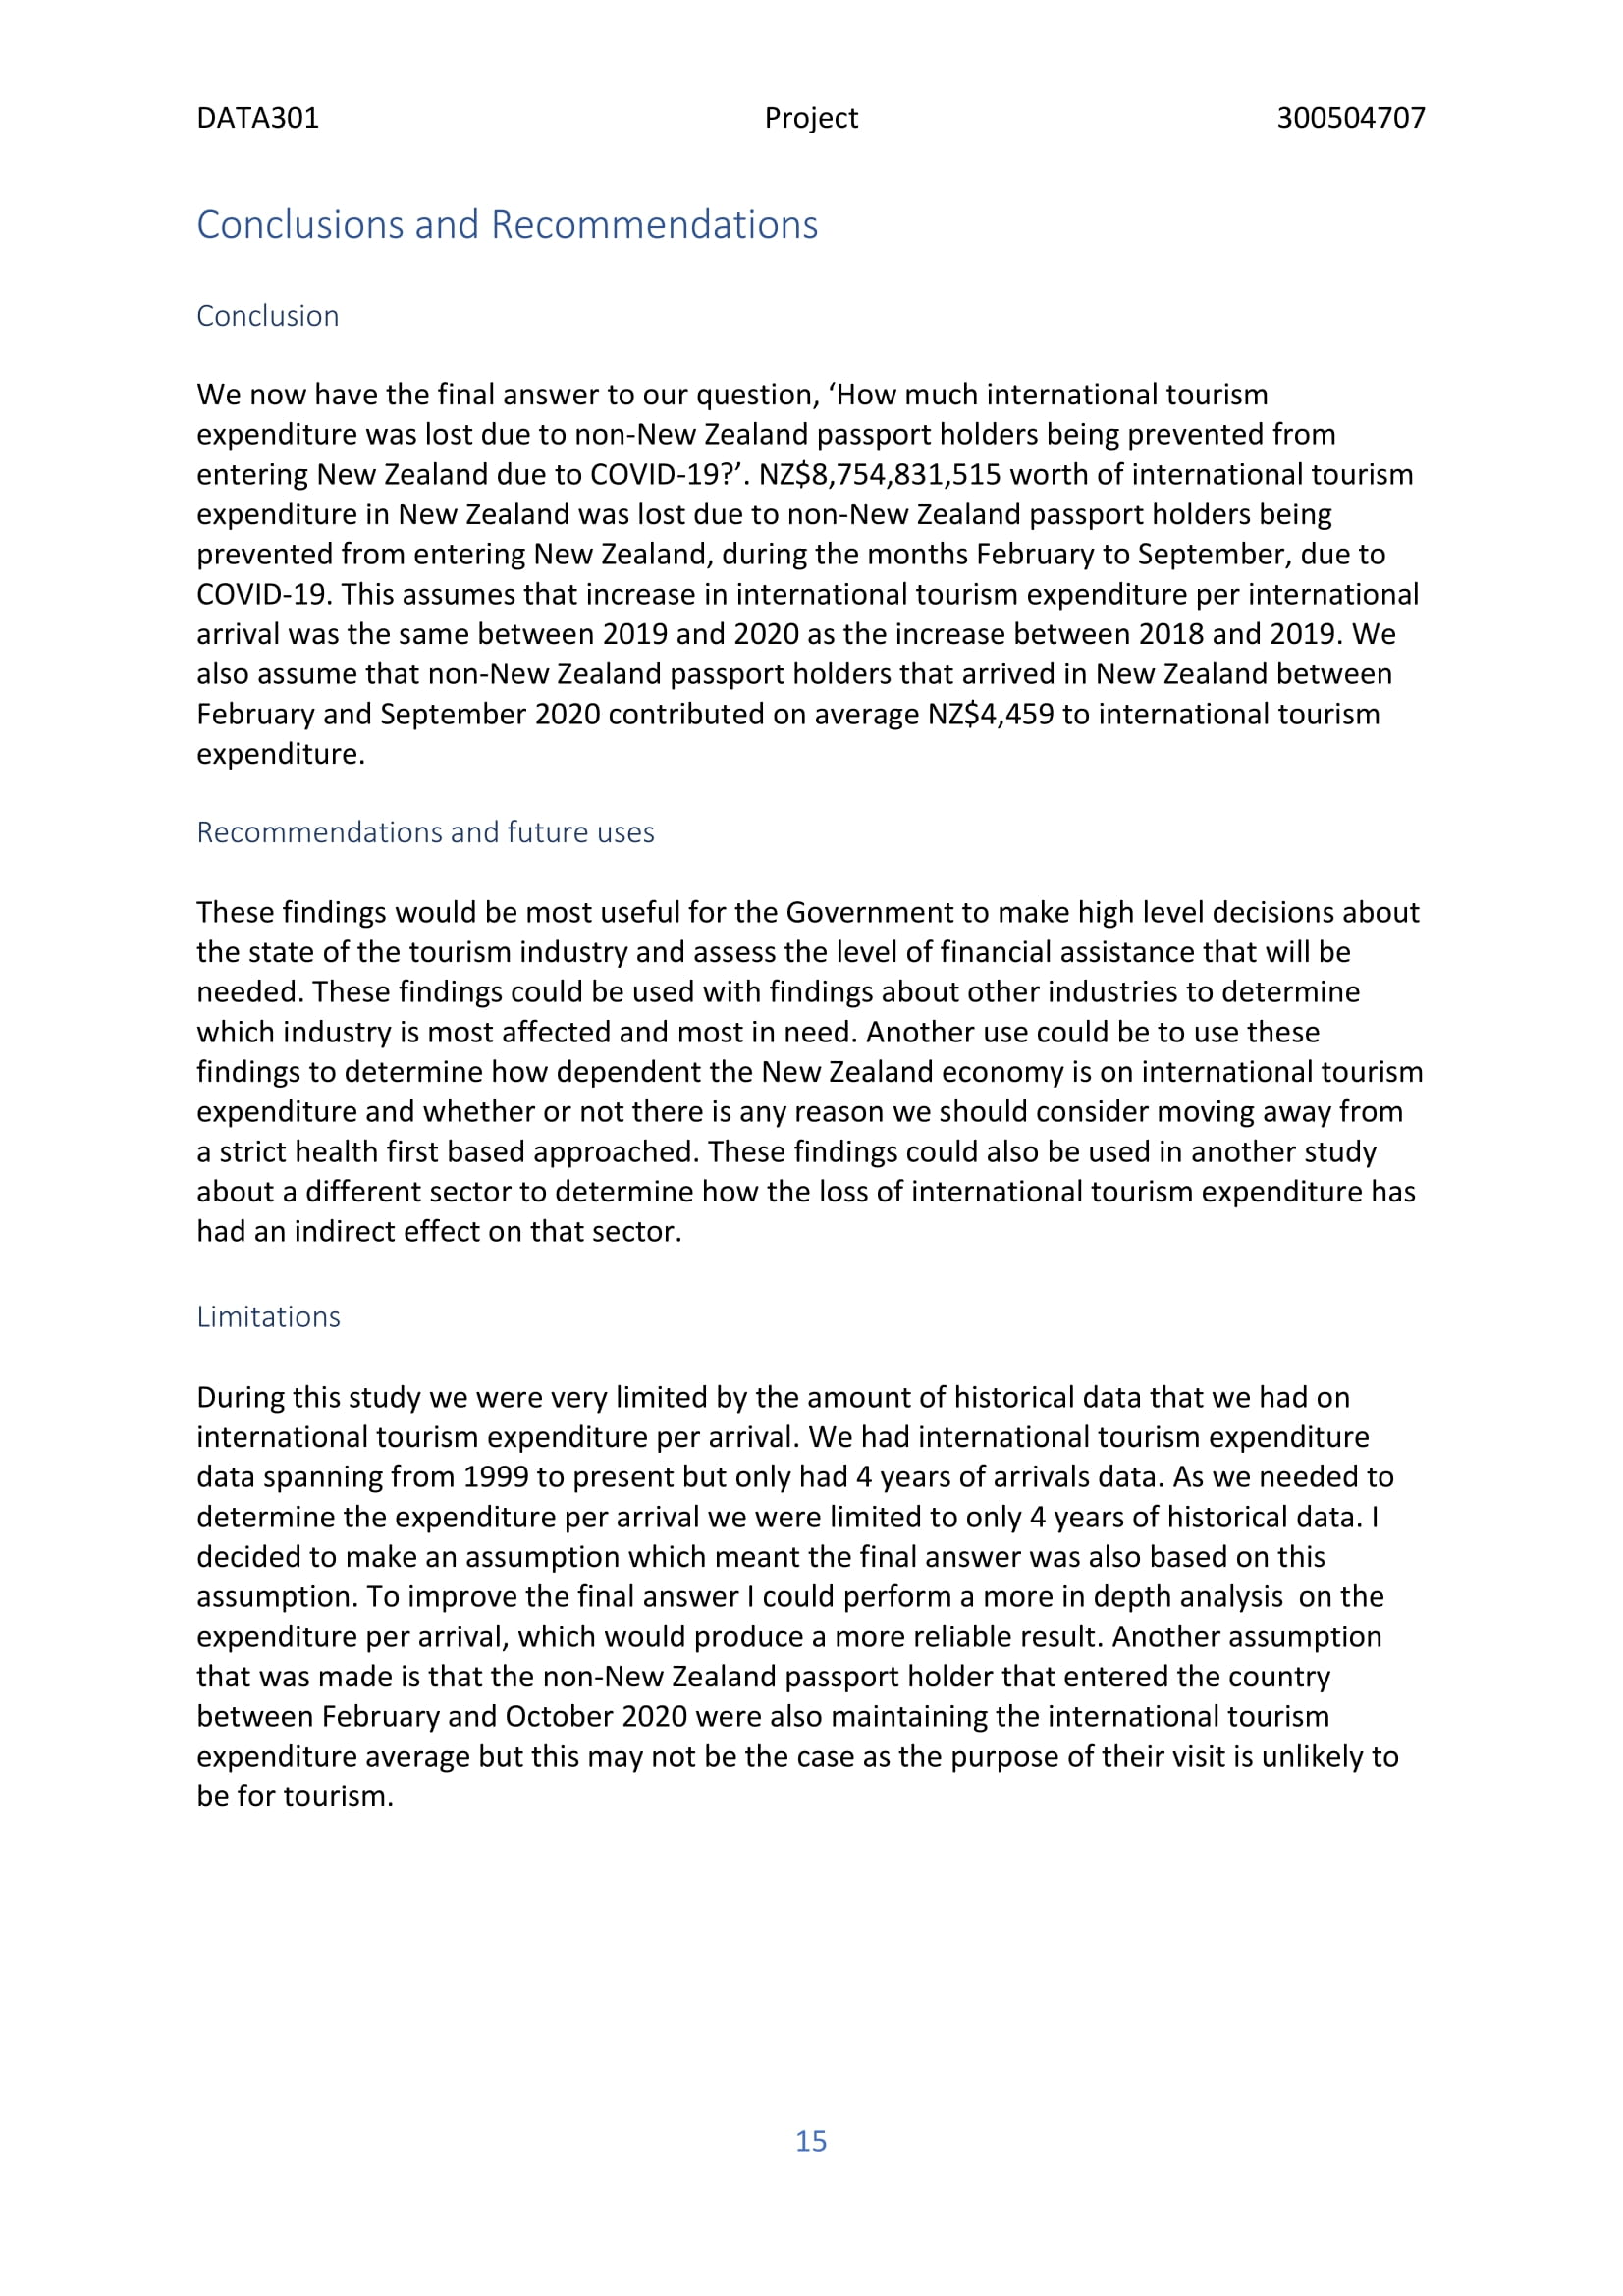 DATA301 Project 300504707
Conclusions and Recommendations
Conclusion
We now have the final answer to our question, ‘How much international tourism
expenditure was lost due to non-New Zealand passport holders being prevented from
entering New Zealand due to COVID-19?’. NZ$8,754,831,515 worth of international tourism
expenditure in New Zealand was lost due to non-New Zealand passport holders being
prevented from entering New Zealand, during the months February to September, due to
COVID-19. This assumes that increase in international tourism expenditure per international
arrival was the same between 2019 and 2020 as the increase between 2018 and 2019. We
also assume that non-New Zealand passport holders that arrived in New Zealand between
February and September 2020 contributed on average NZ$4,459 to international tourism
expenditure.
Recommendations and future uses
These findings would be most useful for the Government to make high level decisions about
the state of the tourism industry and assess the level of financial assistance that will be
needed. These findings could be used with findings about other industries to determine
which industry is most affected and most in need. Another use could be to use these
findings to determine how dependent the New Zealand economy is on international tourism
expenditure and whether or not there is any reason we should consider moving away from
a strict health first based approached. These findings could also be used in another study
about a different sector to determine how the loss of international tourism expenditure has
had an indirect effect on that sector.
Limitations
During this study we were very limited by the amount of historical data that we had on
international tourism expenditure per arrival. We had international tourism expenditure
data spanning from 1999 to present but only had 4 years of arrivals data. As we needed to
determine the expenditure per arrival we were limited to only 4 years of historical data. I
decided to make an assumption which meant the final answer was also based on this
assumption. To improve the final answer I could perform a more in depth analysis  on the
expenditure per arrival, which would produce a more reliable result. Another assumption
that was made is that the non-New Zealand passport holder that entered the country
between February and October 2020 were also maintaining the international tourism
expenditure average but this may not be the case as the purpose of their visit is unlikely to
be for tourism.
15